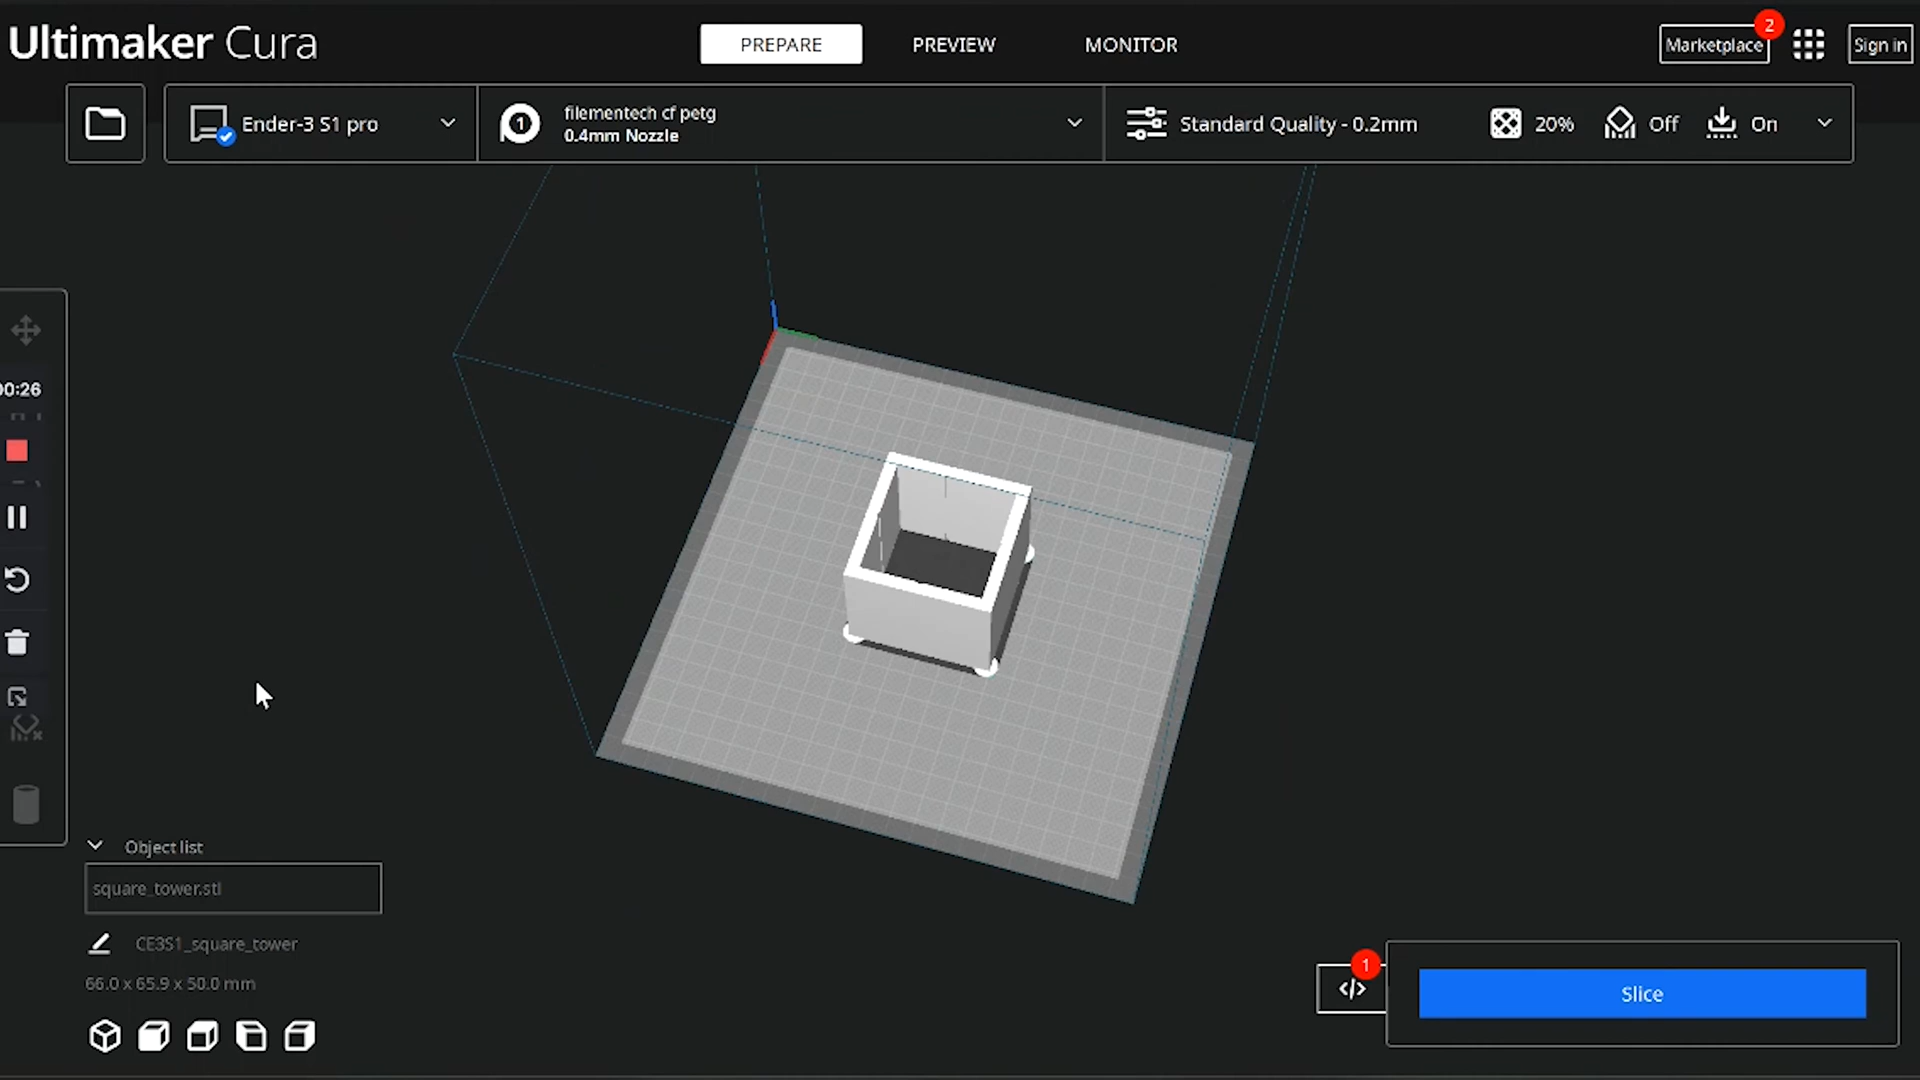 Ultimaker Cura
PREPARE
PREVIEW
MONITOR
Marketplace
2
Sign in
Ender-3 S1 pro
1
filementech cf petg
0.4mm Nozzle
Standard Quality - 0.2mm
20%
Off
On
00:26
Object list
square_tower.stl
CE3S1_square_tower
66.0 x 65.9 x 50.0 mm
1
</>
Slice